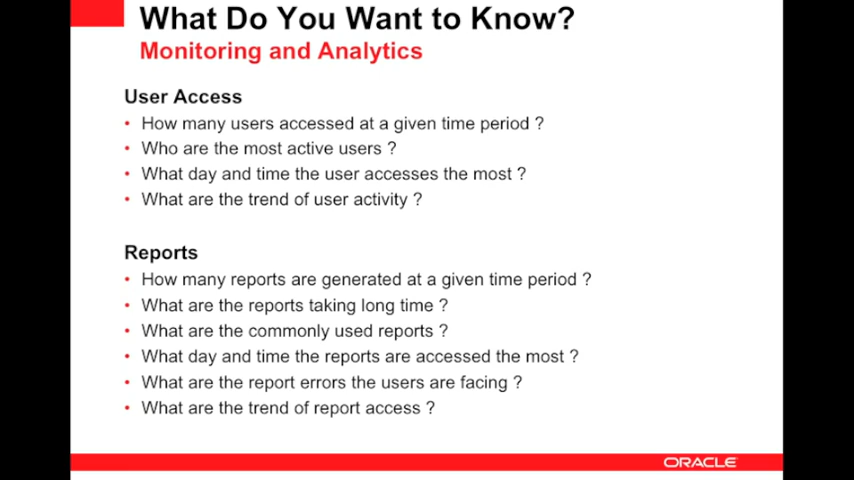 What Do You Want to Know?
Monitoring and Analytics
User Access
• How many users accessed at a given time period ?
• Who are the most active users ?
• What day and time the user accesses the most ?
• What are the trend of user activity ?
Reports
• How many reports are generated at a given time period ?
• What are the reports taking long time ?
• What are the commonly used reports ?
• What day and time the reports are accessed the most ?
• What are the report errors the users are facing ?
• What are the trend of report access ?
ORACLE